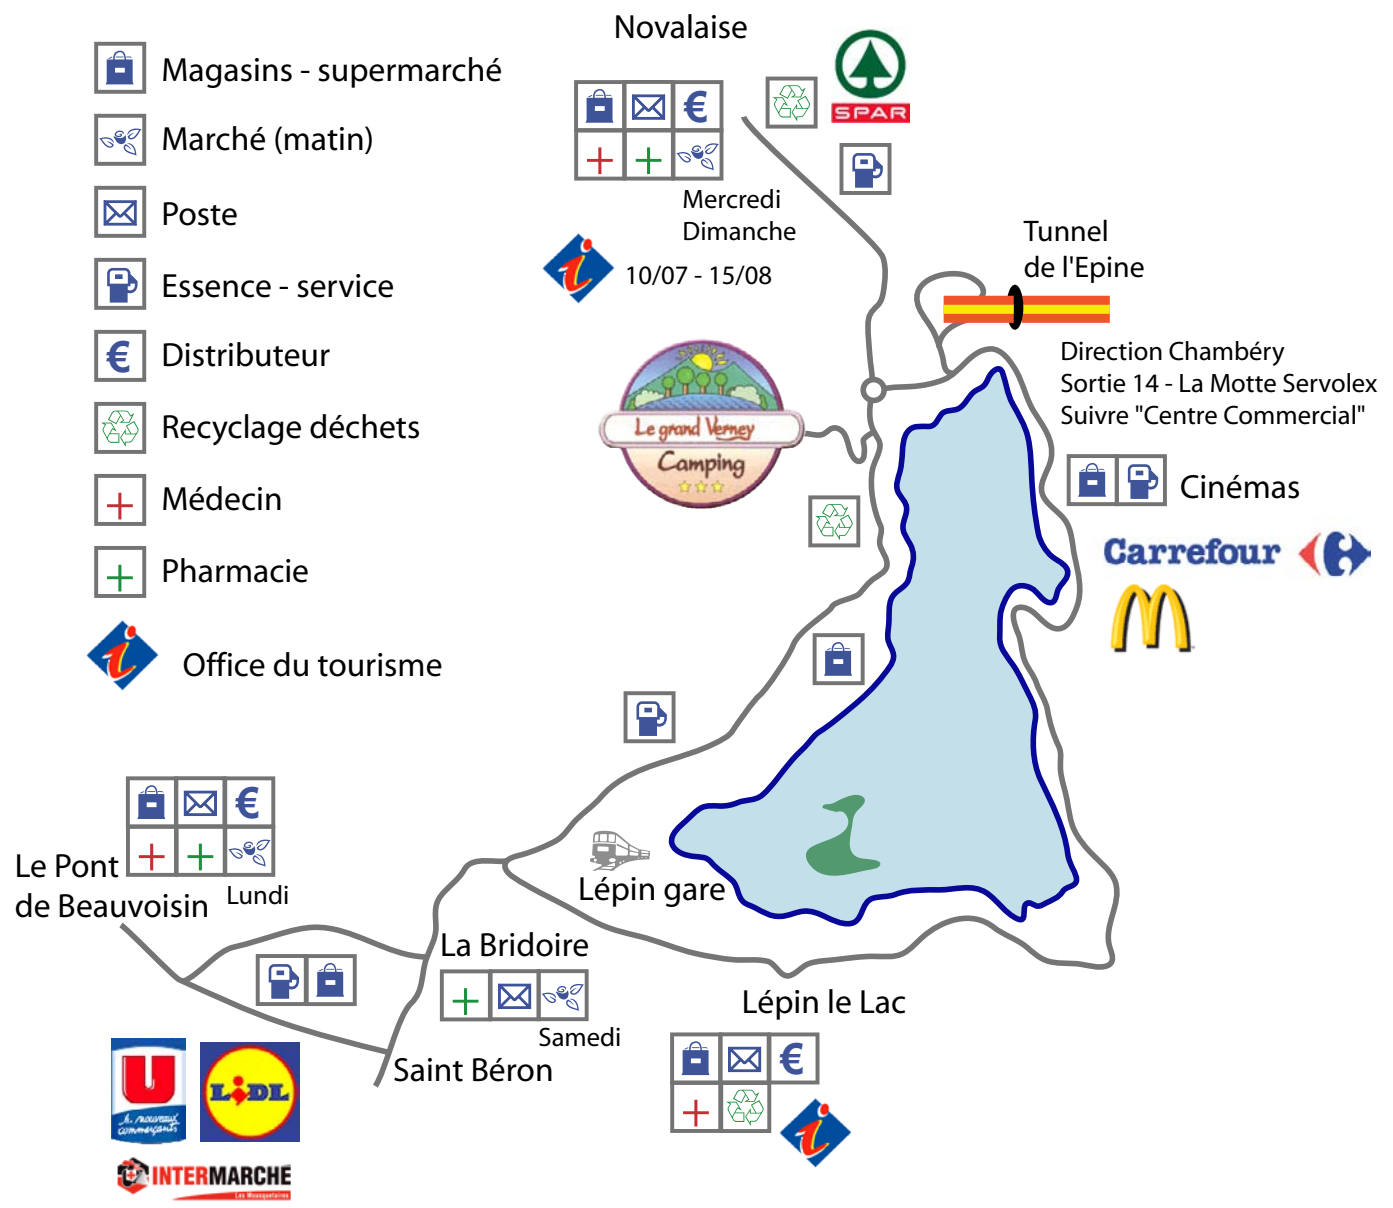 Novalaise
SPAR
Mercredi
Dimanche
10/07 - 15/08
Magasins - supermarché
Marché (matin)
Poste
Essence - service
€ Distributeur
Recyclage déchets
Médecin
Pharmacie
Office du tourisme
Tunnel
de l'Epine
Direction Chambéry
Sortie 14 - La Motte Servolex
Suivre "Centre Commercial"
Cinémas
Carrefour
Le grand Verney
Camping
Le Pont
de Beauvoisin
Lundi
Lépin gare
La Bridoire
Samedi
Saint Béron
Lépin le Lac
U
LIDL
INTERMARCHE
Les Mousquetaires